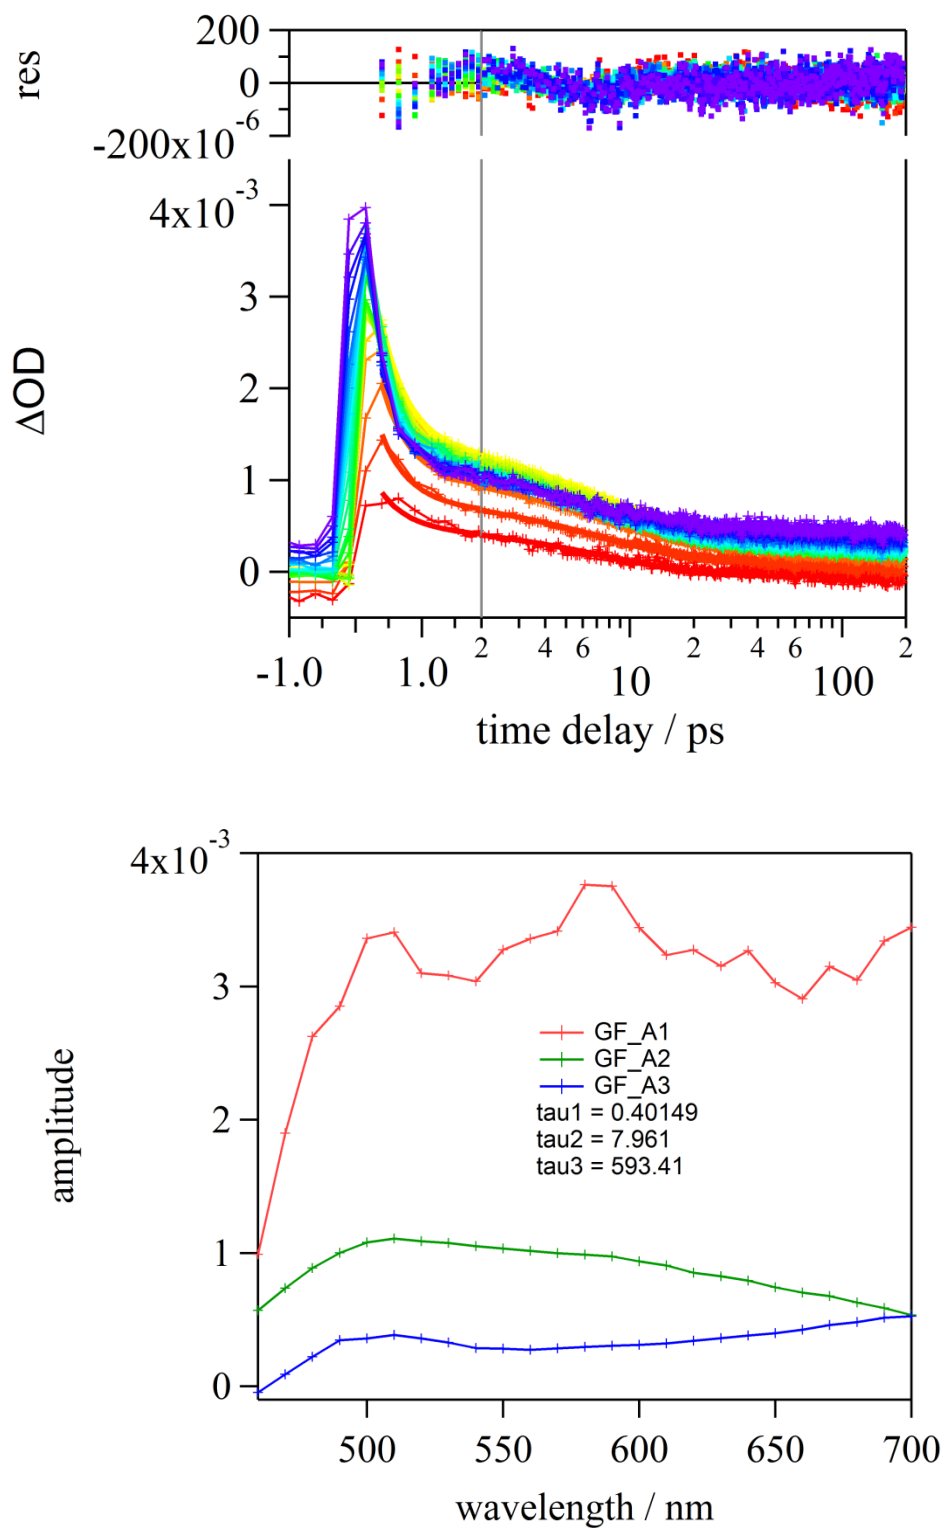 200
0
-200x10-6
res
4x10-3
3
2
1
0
ΔOD
2 4 6 2 4 6 2
-1.0 1.0 10 100
time delay / ps
4x10-3
3
2
1
0
amplitude
GF_A1
GF_A2
GF_A3
tau1 = 0.40149
tau2 = 7.961
tau3 = 593.41
500 550 600 650 700
wavelength / nm